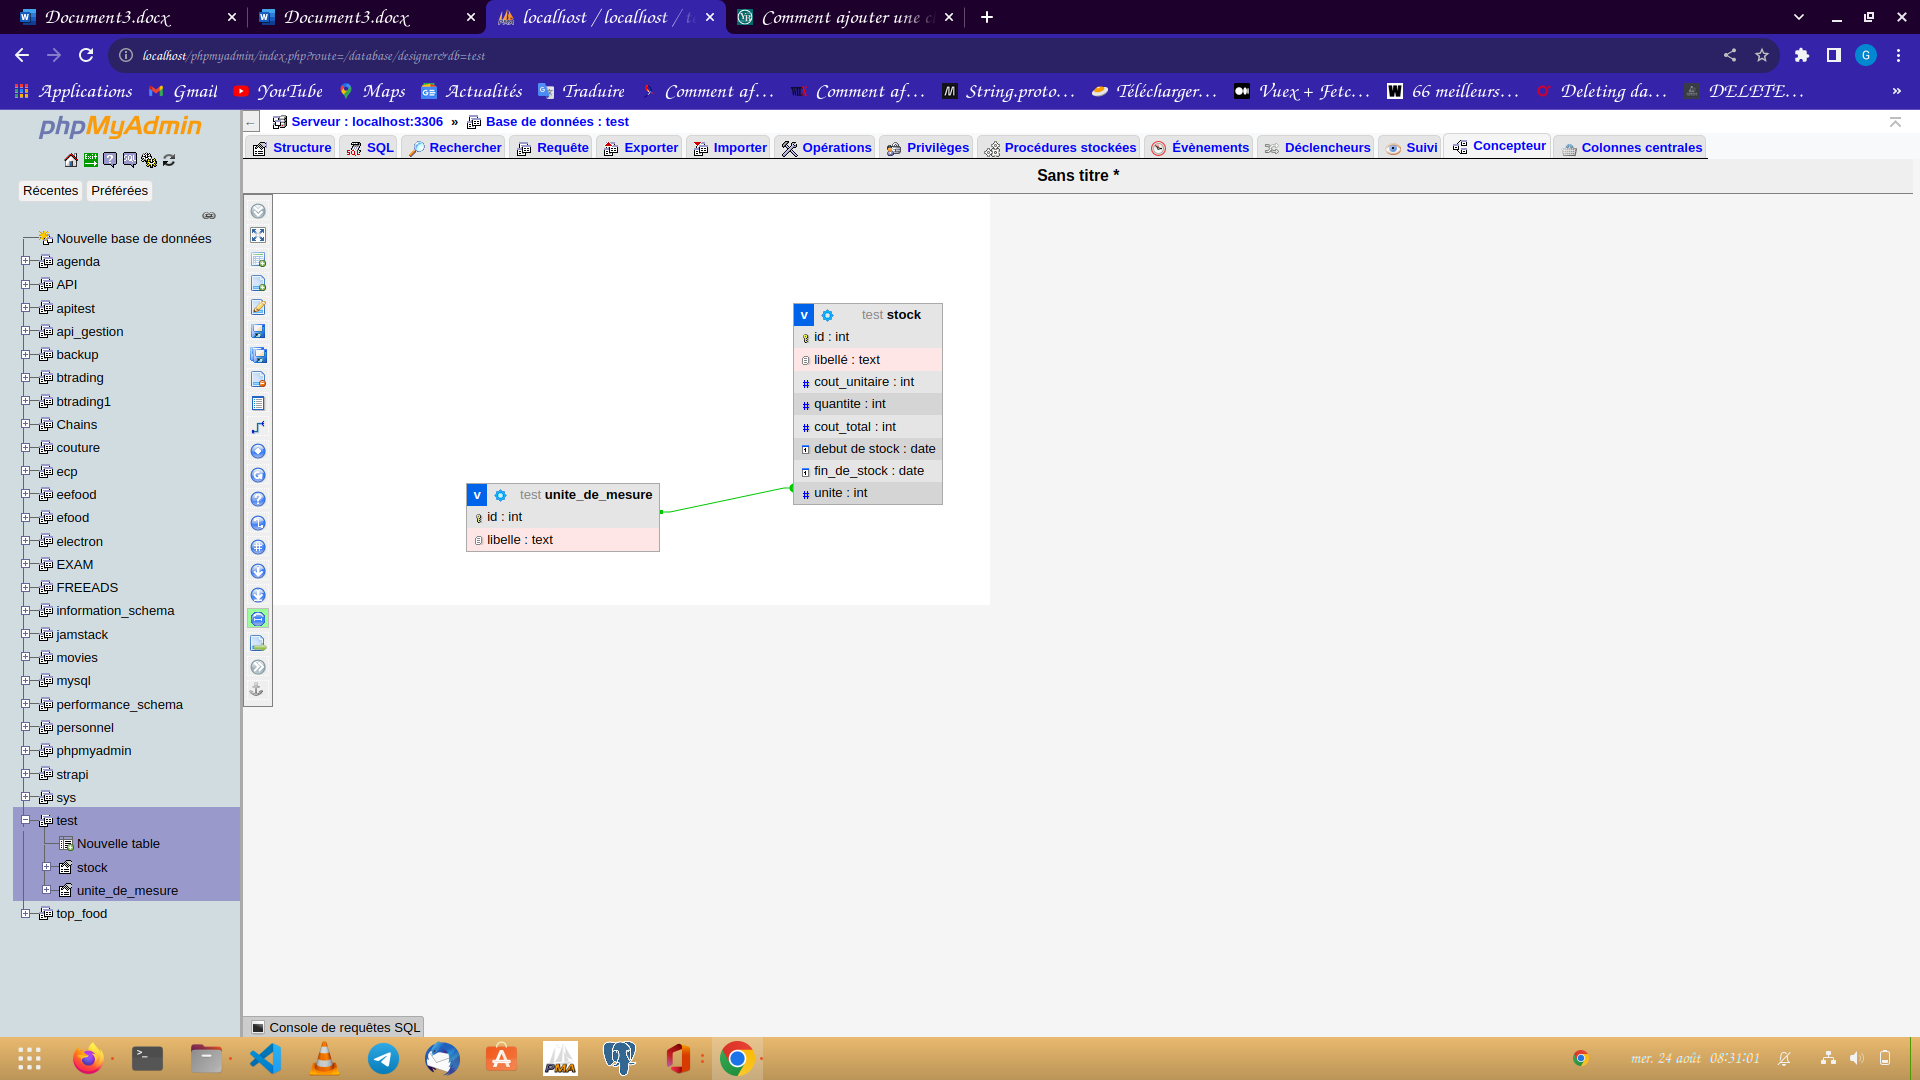 Document3.docx
Document3.docx
localhost / localhost / t
Comment ajouter une c
localhost/phpmyadmin/index.php?route=/database/designer&db=test
G
Applications
Gmail
YouTube
Maps
Actualités
Traduire
Comment af...
Comment af...
String.proto...
Télécharger...
Vuex + Fetc...
66 meilleurs...
Deleting da...
DELETE...
»
phpMyAdmin
Récentes
Préférées
Nouvelle base de données
agenda
API
apitest
api_gestion
backup
btrading
btrading1
Chains
couture
ecp
eefood
efood
electron
EXAM
FREEADS
information_schema
jamstack
movies
mysql
performance_schema
personnel
phpmyadmin
strapi
sys
test
Nouvelle table
stock
unite_de_mesure
top_food
Serveur : localhost:3306 » Base de données : test
Structure
SQL
Rechercher
Requête
Exporter
Importer
Opérations
Privilèges
Procédures stockées
Évènements
Déclencheurs
Suivi
Concepteur
Colonnes centrales
Sans titre *
v test stock
id : int
libellé : text
cout_unitaire : int
quantite : int
cout_total : int
debut de stock : date
fin_de_stock : date
unite : int
v test unite_de_mesure
id : int
libelle : text
Console de requêtes SQL
PMA
mer. 24 août 08:31:01